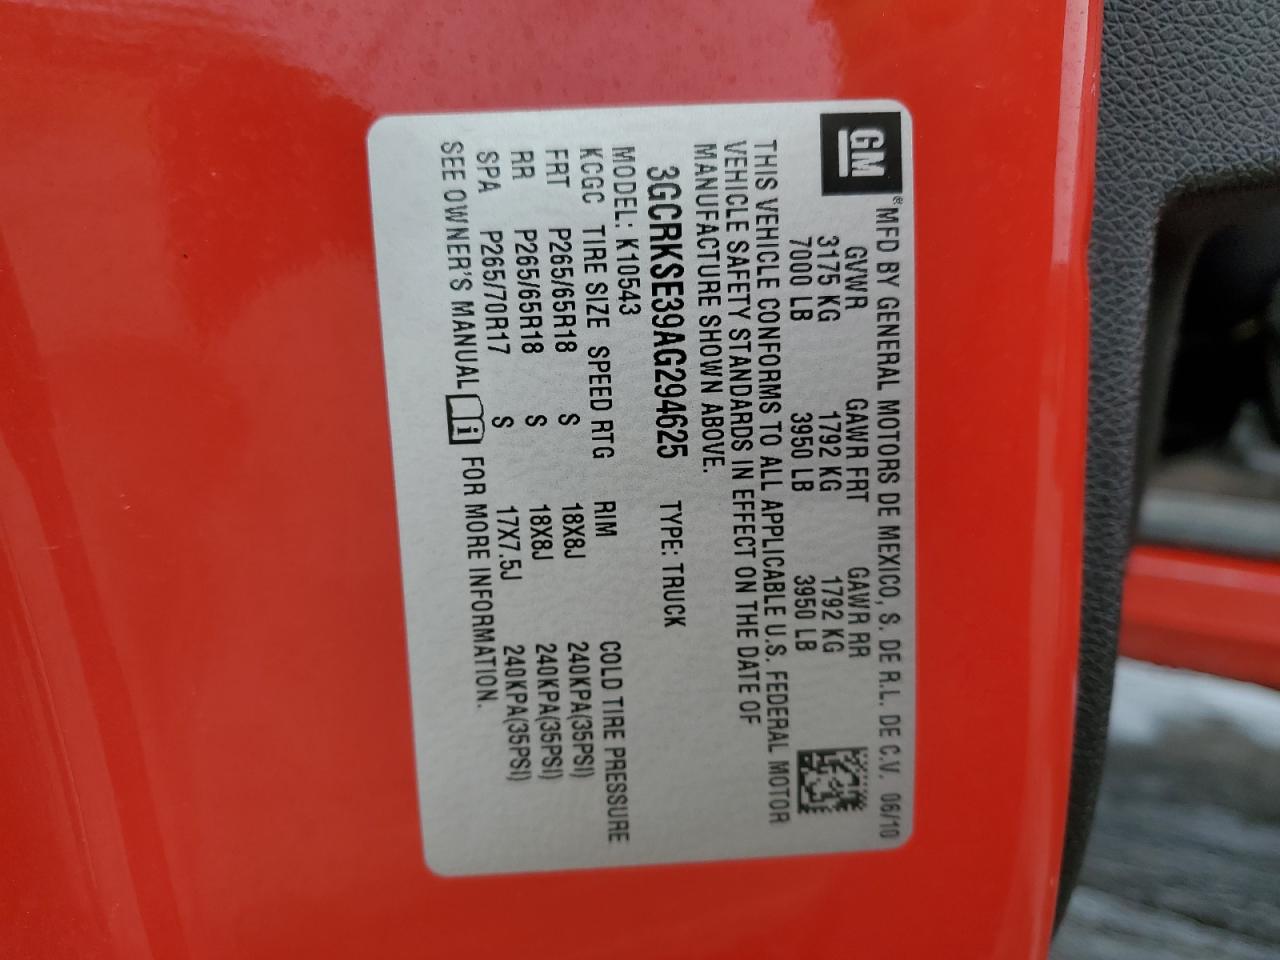 GM
® MFD BY GENERAL MOTORS DE MEXICO, S. DE R.L. DE C.V. 06/10
GVWR GAWR FRT GAWR RR
3175 KG 1792 KG 1792 KG
7000 LB 3950 LB 3950 LB
THIS VEHICLE CONFORMS TO ALL APPLICABLE U.S. FEDERAL MOTOR
VEHICLE SAFETY STANDARDS IN EFFECT ON THE DATE OF
MANUFACTURE SHOWN ABOVE.
3GCRKSE39AG294625 TYPE: TRUCK
MODEL: K10543
KCGC TIRE SIZE SPEED RTG RIM COLD TIRE PRESSURE
FRT P265/65R18 S 18X8J 240KPA(35PSI)
RR P265/65R18 S 18X8J 240KPA(35PSI)
SPA P265/70R17 S 17X7.5J 240KPA(35PSI)
SEE OWNER'S MANUAL i FOR MORE INFORMATION.